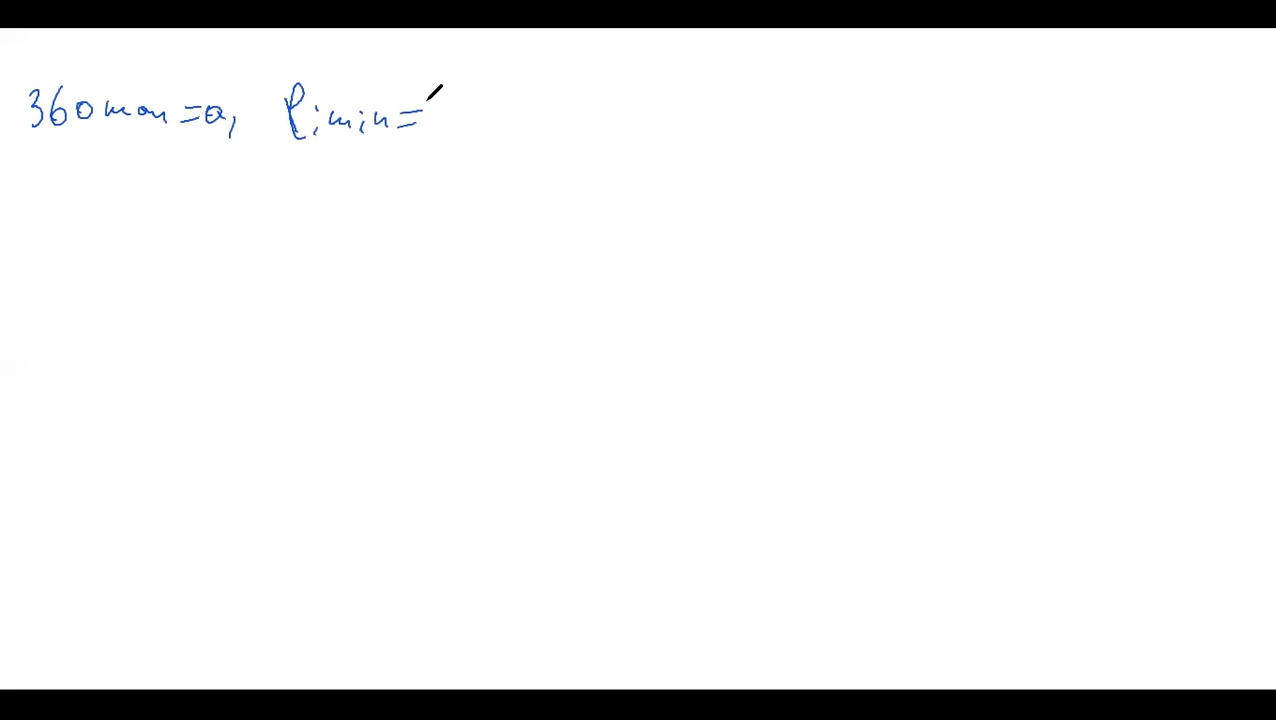 360 mon = a, l i min =